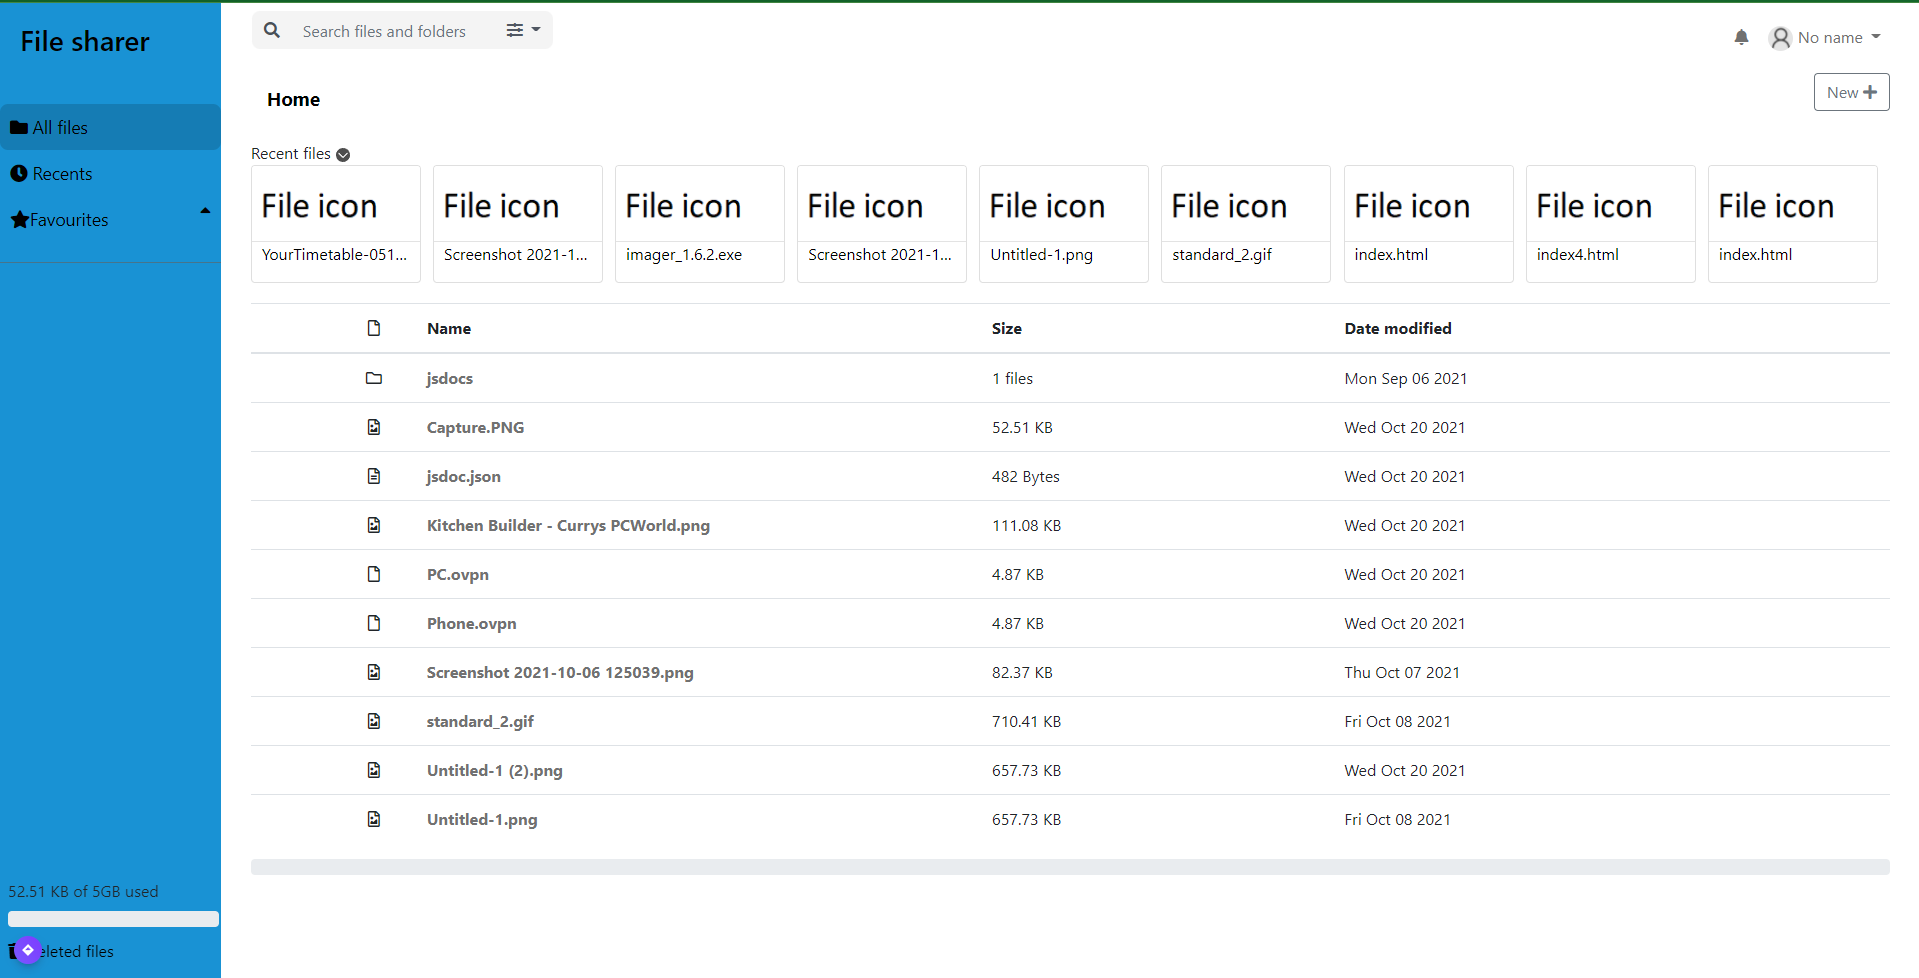 File sharer
Search files and folders
No name
Home
New
All files
Recents
Favourites
Recent files
File icon File icon File icon File icon File icon File icon File icon File icon File icon
YourTimetable-051... Screenshot 2021-1... imager_1.6.2.exe Screenshot 2021-1... Untitled-1.png standard_2.gif index.html index4.html index.html
Name Size Date modified
jsdocs 1 files Mon Sep 06 2021
Capture.PNG 52.51 KB Wed Oct 20 2021
jsdoc.json 482 Bytes Wed Oct 20 2021
Kitchen Builder - Currys PCWorld.png 111.08 KB Wed Oct 20 2021
PC.ovpn 4.87 KB Wed Oct 20 2021
Phone.ovpn 4.87 KB Wed Oct 20 2021
Screenshot 2021-10-06 125039.png 82.37 KB Thu Oct 07 2021
standard_2.gif 710.41 KB Fri Oct 08 2021
Untitled-1 (2).png 657.73 KB Wed Oct 20 2021
Untitled-1.png 657.73 KB Fri Oct 08 2021
52.51 KB of 5GB used
eleted files